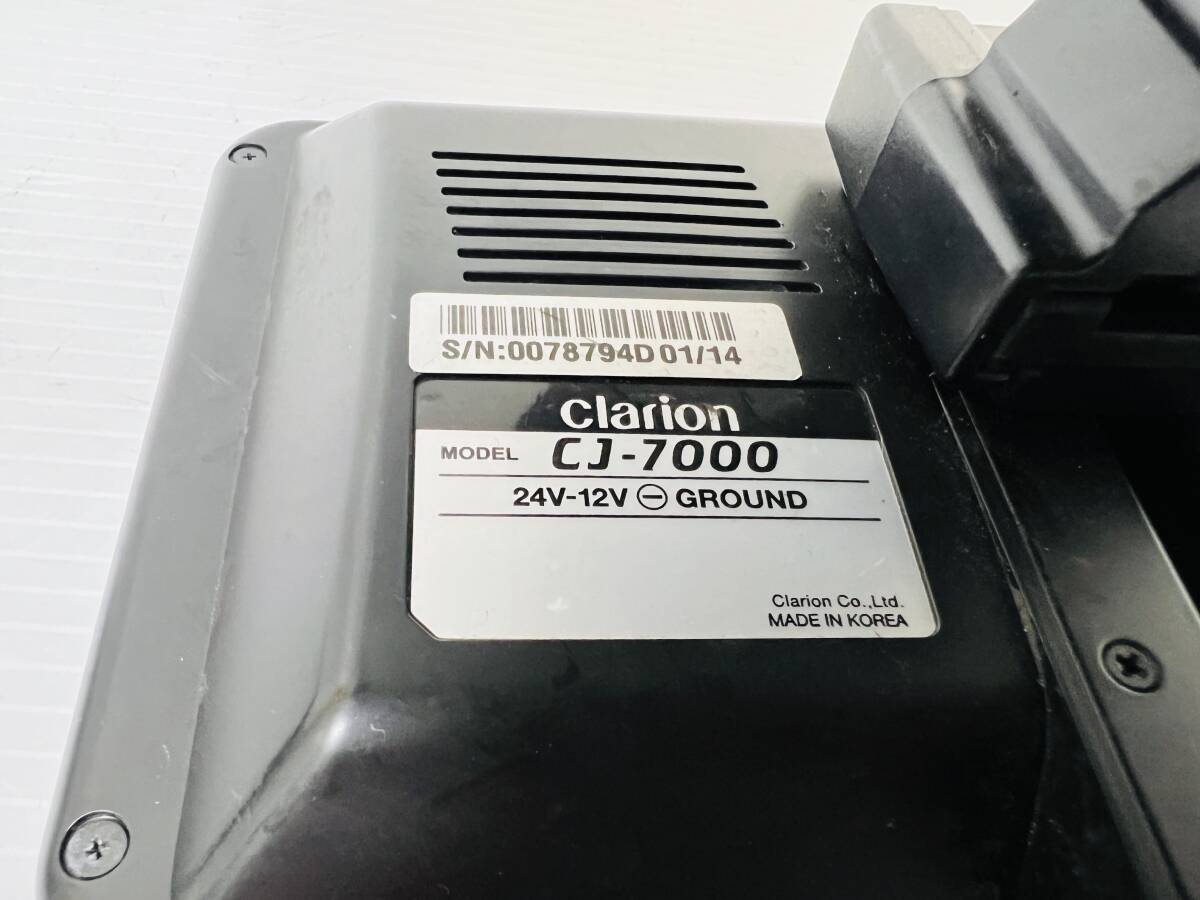 S/N:0078794D 01/14
Clarion
MODEL CJ-7000
24V-12V ⊖ GROUND
Clarion Co.,Ltd.
MADE IN KOREA